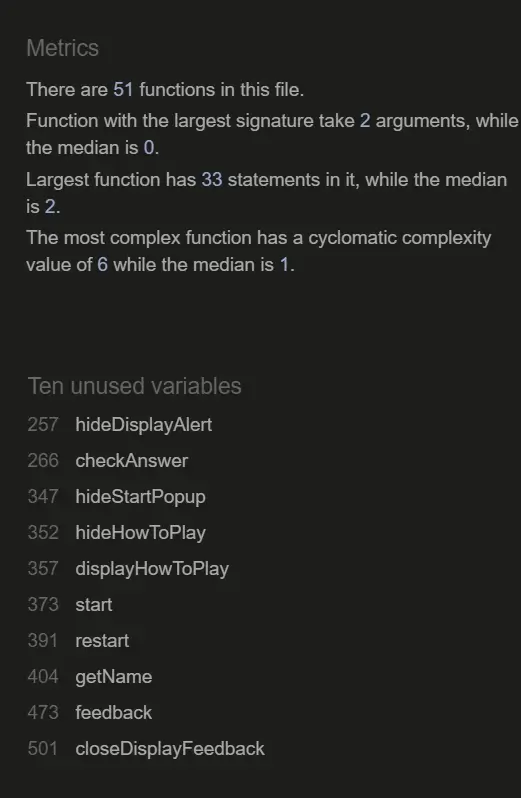 Metrics
There are 51 functions in this file.
Function with the largest signature take 2 arguments, while
the median is 0.
Largest function has 33 statements in it, while the median
is 2.
The most complex function has a cyclomatic complexity
value of 6 while the median is 1.
Ten unused variables
257 hideDisplayAlert
266 checkAnswer
347 hideStartPopup
352 hideHowToPlay
357 displayHowToPlay
373 start
391 restart
404 getName
473 feedback
501 closeDisplayFeedback